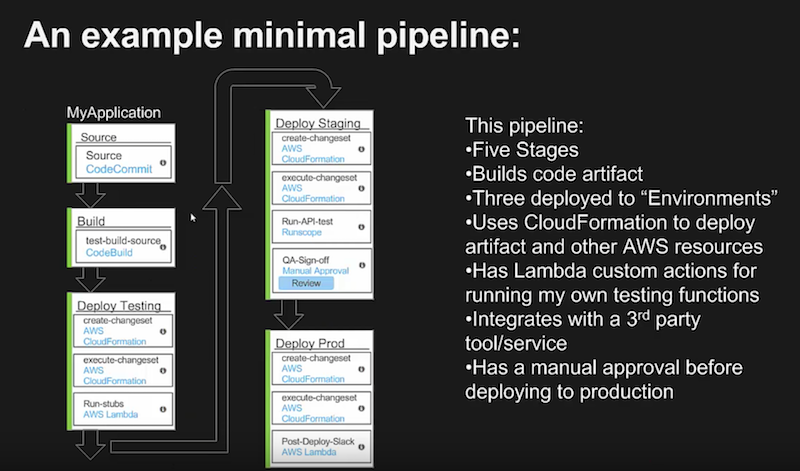 An example minimal pipeline:
MyApplication
Source
Source
CodeCommit
Build
test-build-source
CodeBuild
Deploy Testing
create-changeset
AWS
CloudFormation
execute-changeset
AWS
CloudFormation
Run-stubs
AWS Lambda
Deploy Staging
create-changeset
AWS
CloudFormation
execute-changeset
AWS
CloudFormation
Run-API-test
Runscope
QA-Sign-off
Manual Approval
Review
Deploy Prod
create-changeset
AWS
CloudFormation
execute-changeset
AWS
CloudFormation
Post-Deploy-Slack
AWS Lambda
This pipeline:
•Five Stages
•Builds code artifact
•Three deployed to “Environments”
•Uses CloudFormation to deploy
artifact and other AWS resources
•Has Lambda custom actions for
running my own testing functions
•Integrates with a 3rd party
tool/service
•Has a manual approval before
deploying to production